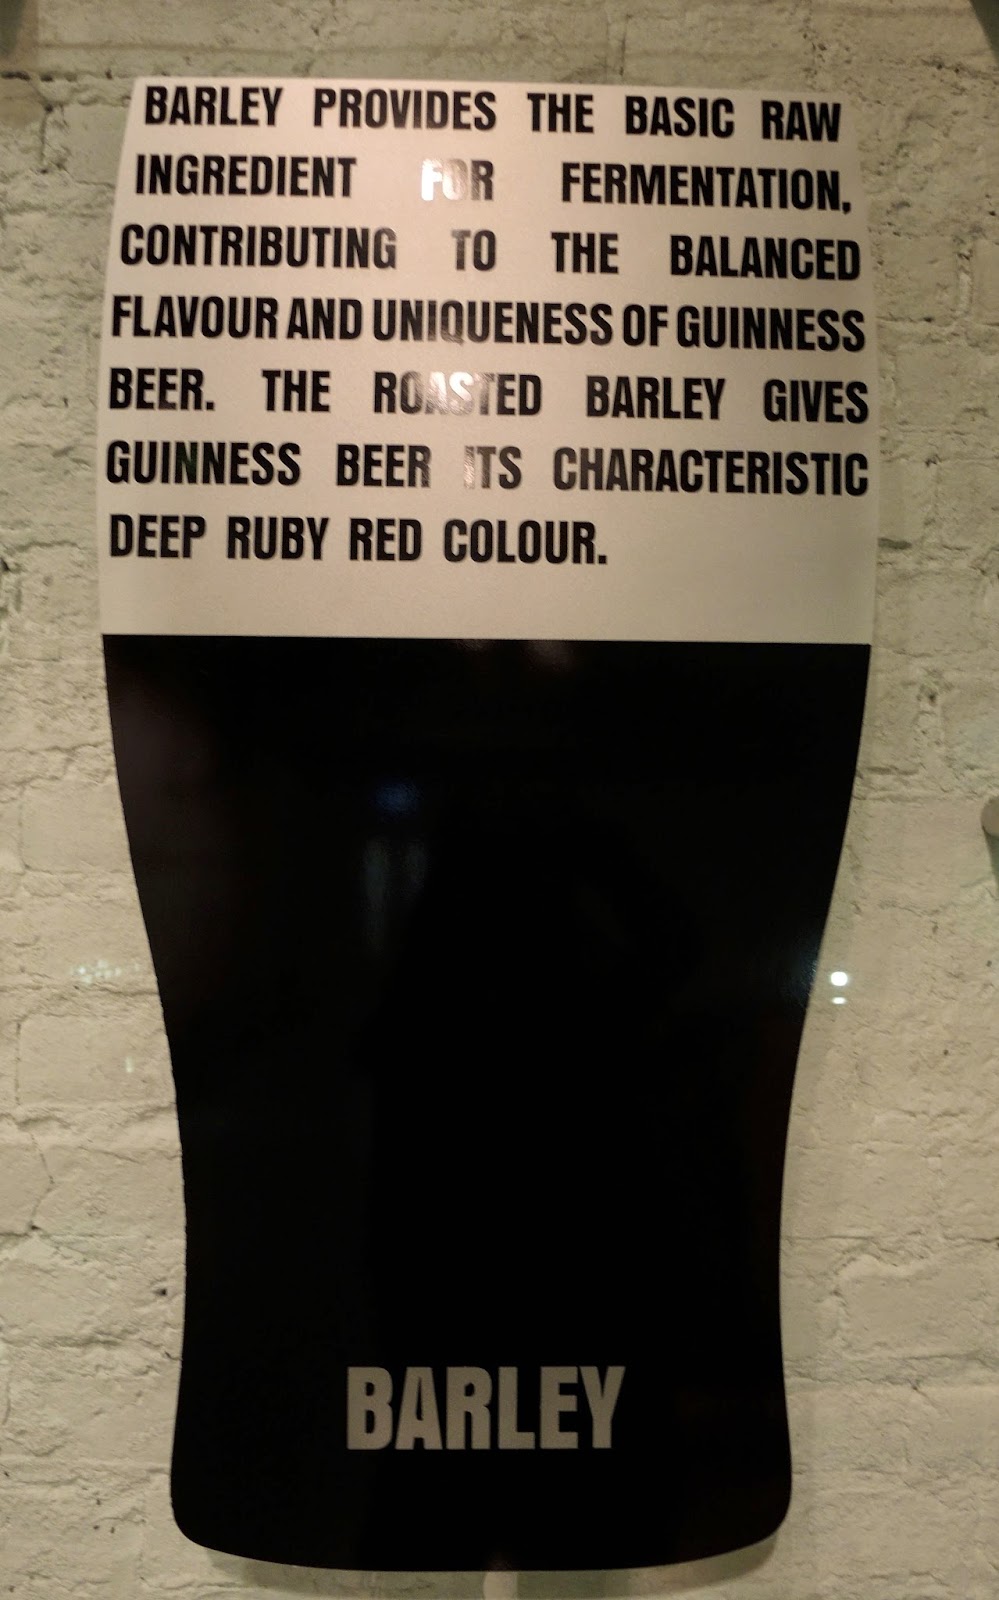 BARLEY PROVIDES THE BASIC RAW
INGREDIENT FOR FERMENTATION,
CONTRIBUTING TO THE BALANCED
FLAVOUR AND UNIQUENESS OF GUINNESS
BEER. THE ROASTED BARLEY GIVES
GUINNESS BEER ITS CHARACTERISTIC
DEEP RUBY RED COLOUR.
BARLEY